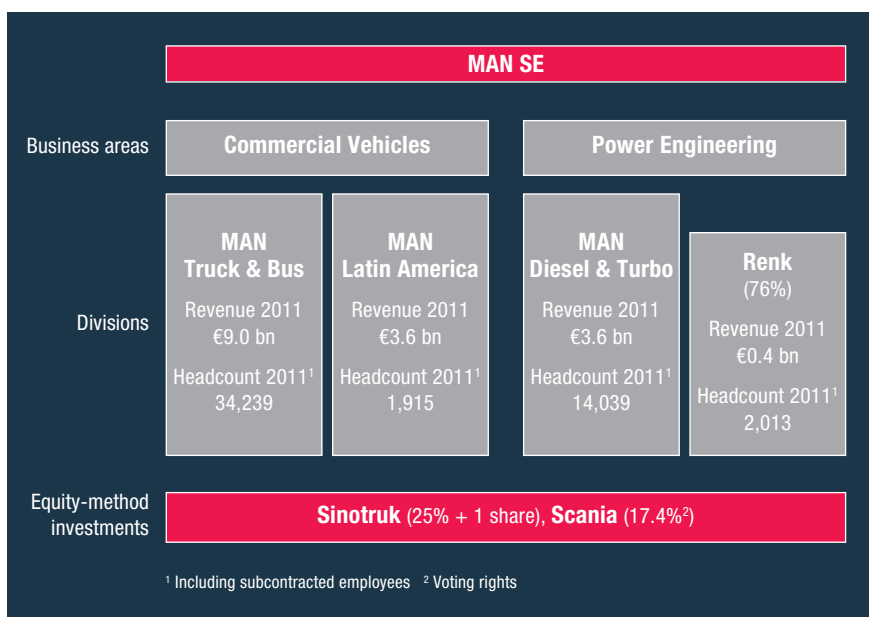 MAN SE
Business areas
Commercial Vehicles
Power Engineering
Divisions
MAN
Truck & Bus
Revenue 2011
€9.0 bn
Headcount 2011¹
34,239
MAN
Latin America
Revenue 2011
€3.6 bn
Headcount 2011¹
1,915
MAN
Diesel & Turbo
Revenue 2011
€3.6 bn
Headcount 2011¹
14,039
Renk
(76%)
Revenue 2011
€0.4 bn
Headcount 2011¹
2,013
Equity-method
investments
Sinotruk (25% + 1 share), Scania (17.4%²)
¹ Including subcontracted employees ² Voting rights